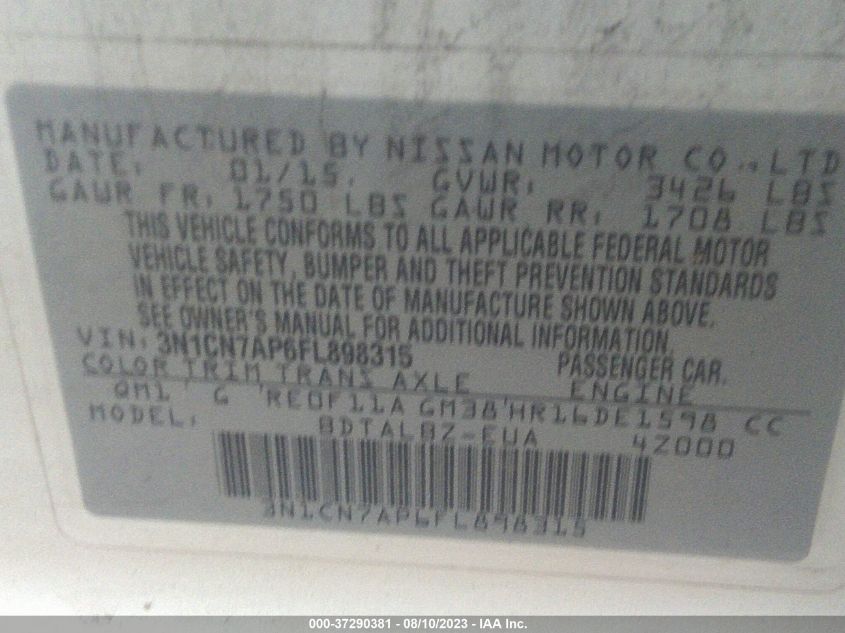 MANUFACTURED BY NISSAN MOTOR CO.,LTD
DATE: 01/15. GVWR: 3426 LBS
GAWR FR: 1750 LBS GAWR RR: 1708 LBS
THIS VEHICLE CONFORMS TO ALL APPLICABLE FEDERAL MOTOR
VEHICLE SAFETY, BUMPER AND THEFT PREVENTION STANDARDS
IN EFFECT ON THE DATE OF MANUFACTURE SHOWN ABOVE.
SEE OWNER'S MANUAL FOR ADDITIONAL INFORMATION.
VIN: 3N1CN7AP6FL898315 PASSENGER CAR.
COLOR TRIM TRANS AXLE ENGINE
QM1 G 'RE0F11A GM38'HR16DE1598 CC
MODEL: BDTALBZ-EUA 4Z000
3N1CN7AP6FL898315
000-37290381 - 08/10/2023 - IAA Inc.